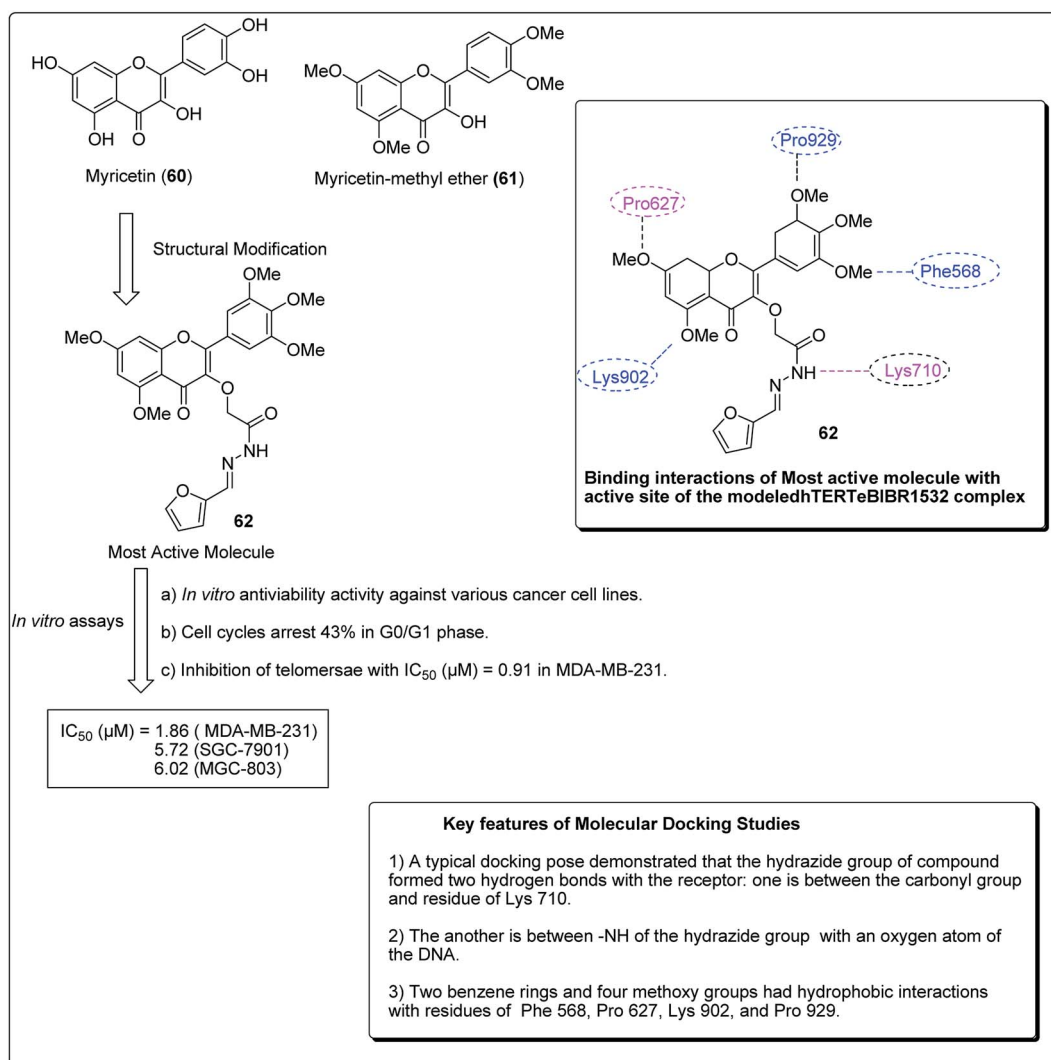 OH
OH
HO
O
OH
OH
O
Myricetin (60)
OMe
OMe
MeO
O
OH
OMe
O
Myricetin-methyl ether (61)
Structural Modification
OMe
OMe
MeO
O
OMe
O
OMe
O
O
NH
N
O
62
Most Active Molecule
In vitro assays
a) In vitro antiviability activity against various cancer cell lines.
b) Cell cycles arrest 43% in G0/G1 phase.
c) Inhibition of telomersae with IC50 (µM) = 0.91 in MDA-MB-231.
IC50 (µM) = 1.86 ( MDA-MB-231)
5.72 (SGC-7901)
6.02 (MGC-803)
Pro929
Pro627
OMe
OMe
MeO
O
OMe
Phe568
O
OMe
O
O
Lys902
NH
Lys710
N
O
62
Binding interactions of Most active molecule with
active site of the modeledhTERTeBIBR1532 complex
Key features of Molecular Docking Studies
1) A typical docking pose demonstrated that the hydrazide group of compound
formed two hydrogen bonds with the receptor: one is between the carbonyl group
and residue of Lys 710.
2) The another is between -NH of the hydrazide group with an oxygen atom of
the DNA.
3) Two benzene rings and four methoxy groups had hydrophobic interactions
with residues of Phe 568, Pro 627, Lys 902, and Pro 929.